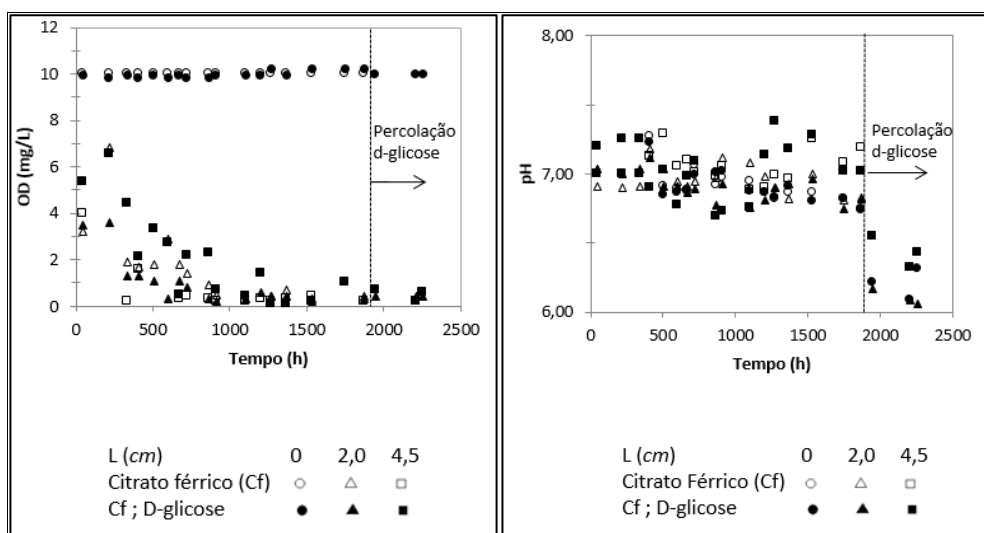 12
10
8
6
4
2
0
OD (mg/L)
Percolação
d-glicose
0 500 1000 1500 2000 2500
Tempo (h)
L (cm) 0 2,0 4,5
Citrato férrico (Cf)
Cf ; D-glicose
8,00
7,00
6,00
pH
Percolação
d-glicose
0 500 1000 1500 2000 2500
Tempo (h)
L (cm) 0 2,0 4,5
Citrato Férrico (Cf)
Cf ; D-glicose